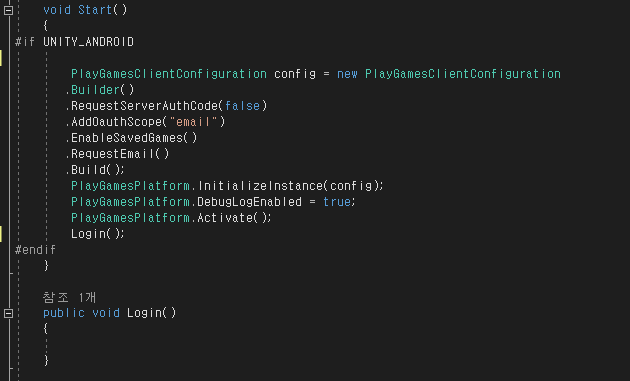 void Start()
{
#if UNITY_ANDROID
PlayGamesClientConfiguration config = new PlayGamesClientConfiguration
.Builder()
.RequestServerAuthCode(false)
.AddOauthScope("email")
.EnableSavedGames()
.RequestEmail()
.Build();
PlayGamesPlatform.InitializeInstance(config);
PlayGamesPlatform.DebugLogEnabled = true;
PlayGamesPlatform.Activate();
Login();
#endif
}
참조 1개
public void Login()
{
}